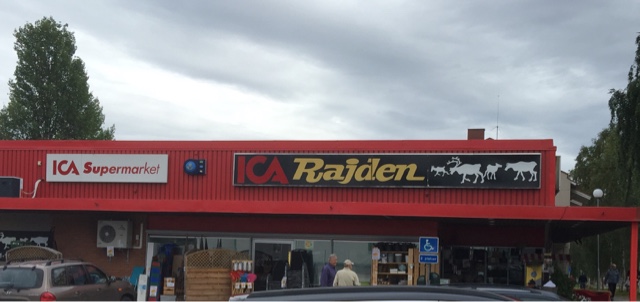 ICA Supermarket
ICA Rajden